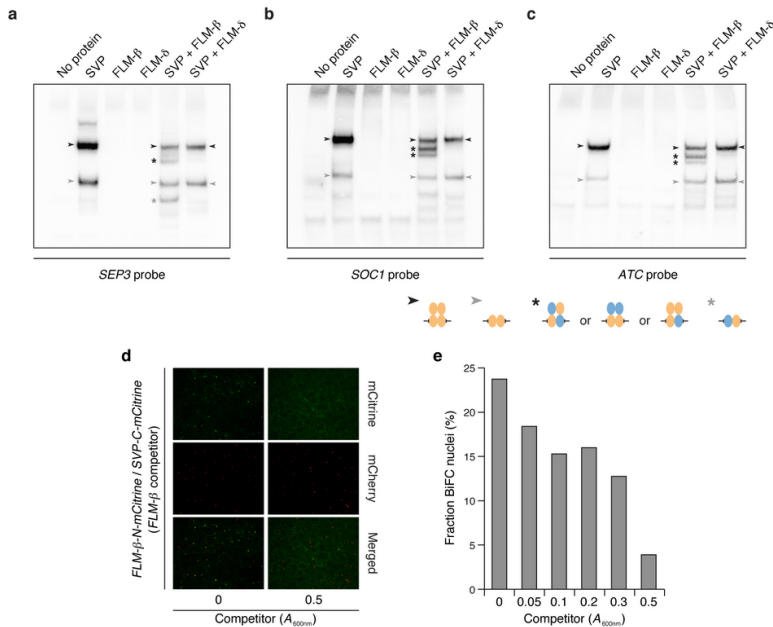 a
b
c
No protein
SVP
FLM-β
FLM-δ
SVP + FLM-β
SVP + FLM-δ
No protein
SVP
FLM-β
FLM-δ
SVP + FLM-β
SVP + FLM-δ
No protein
SVP
FLM-β
FLM-δ
SVP + FLM-β
SVP + FLM-δ
*
*
*
*
*
*
SEP3 probe
SOC1 probe
ATC probe
* or or *
d
e
FLM-β-N-mCitrine / SVP-C-mCitrine
(FLM-β competitor)
mCitrine
mCherry
Merged
0 0.5
Competitor (A600nm)
Fraction BiFC nuclei (%)
25
20
15
10
5
0
0 0.05 0.1 0.2 0.3 0.5
Competitor (A600nm)